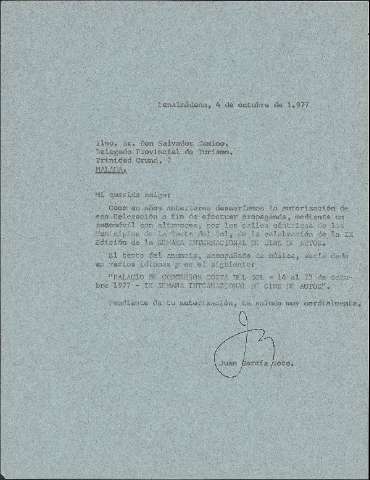 Benalmádena, 4 de octubre de 1.977
Ilmo. Sr. Don Salvador
Delegado Provincial de Turismo.
Trinidad Grund,
MALAGA.
Mi querido amigo:
Como en años anteriores desearíamos la autorización de
esa Delegación a fin de efectuar propaganda, mediante un
automóvil con altavoces, por las calles céntricas de los
Municipios de la Costa del Sol, de la celebración de la IX
Edición de la SEMANA INTERNACIONAL DE CINE DE AUTOR.
El texto del anuncio, acompañado de música, sería dado
en varios idiomas y es el siguiente:
"PALACIO DE CONGRESOS COSTA DEL SOL - 14 al 23 de octu-
bre 1977 - IX SEMANA INTERNACIONAL DE CINE DE AUTOR".
Pendiente de tu autorización, te saludo muy cordialmente,
Juan García